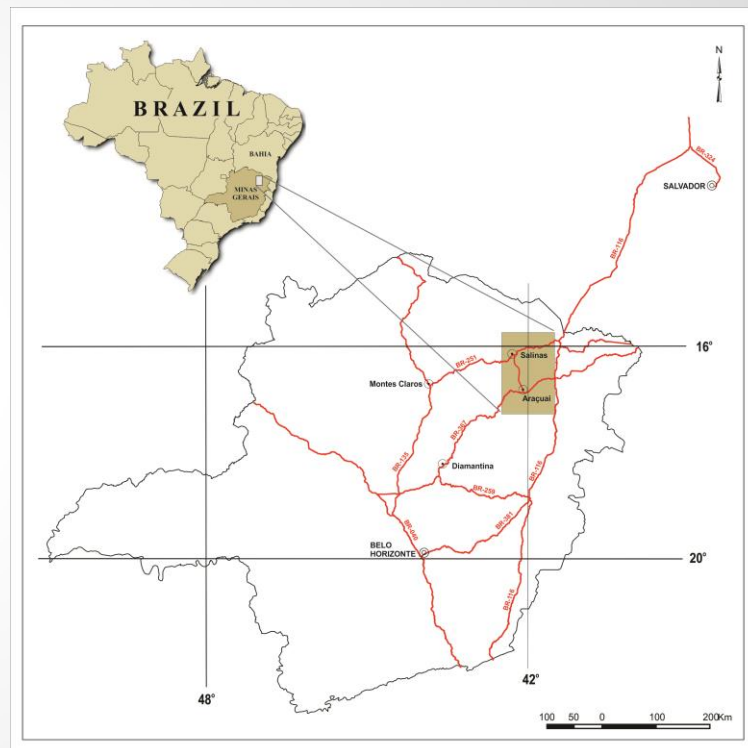 BRAZIL
BAHIA
MINAS
GERAIS
N
BR-324
SALVADOR
BR-116
16°
BR-251
Salinas
Montes Claros
Araçuaí
BR-367
BR-135
Diamantina
BR-116
BR-259
BR-040
BR-381
BELO
HORIZONTE
20°
BR-116
48°
42°
100 50 0 100 200Km